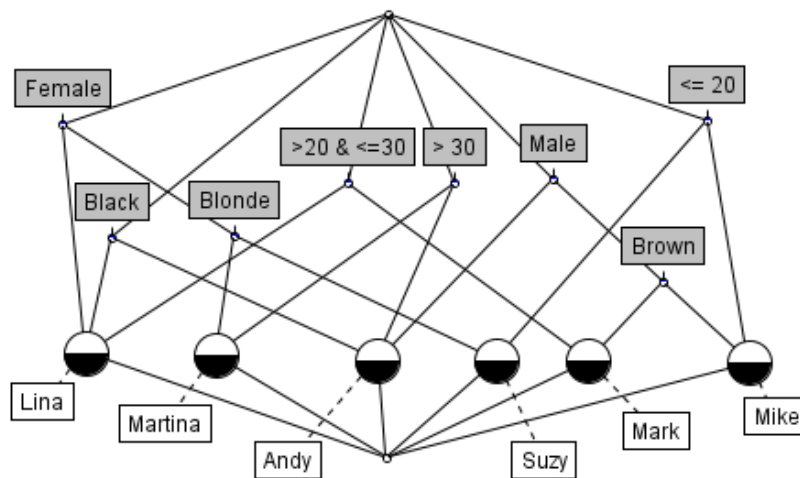 Female
<= 20
>20 & <=30
> 30
Male
Black
Blonde
Brown
Lina
Martina
Andy
Suzy
Mark
Mike